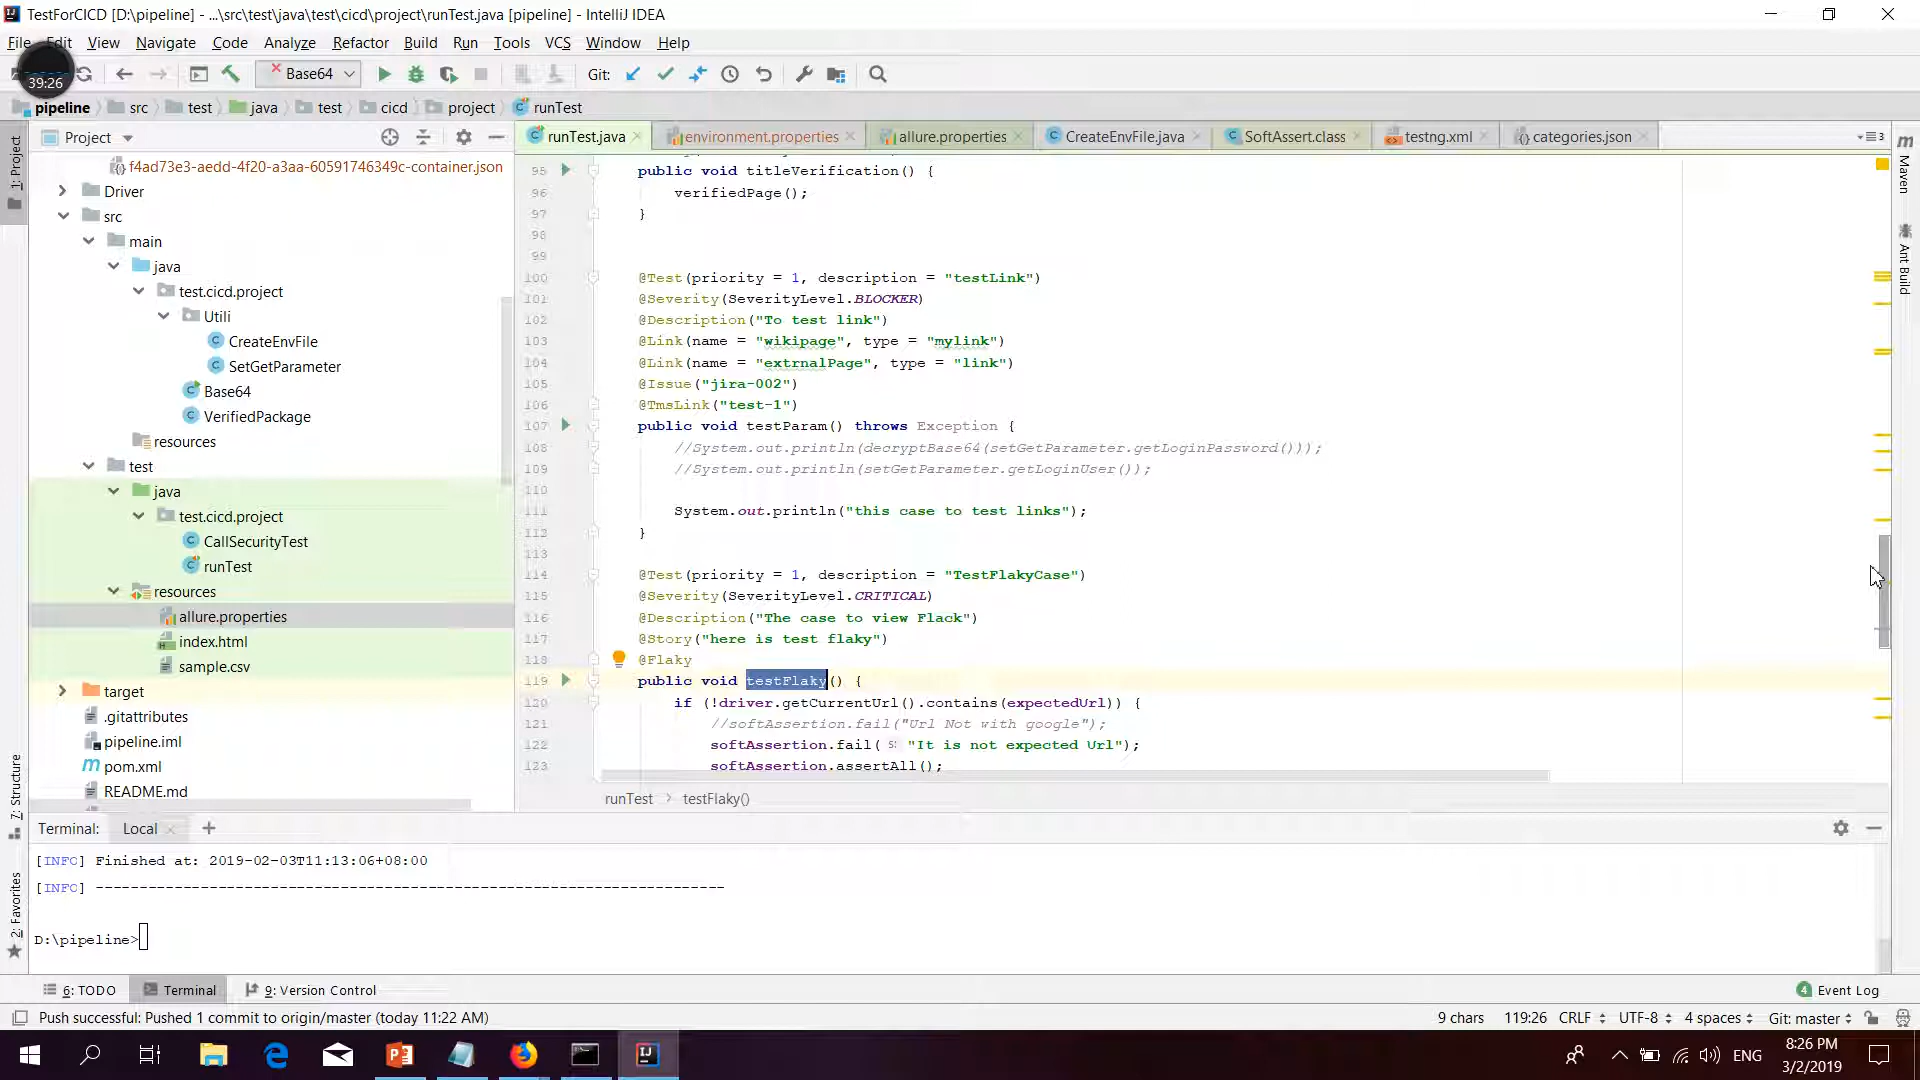 TestForCICD [D:\pipeline] - ...\src\test\java\test\cicd\project\runTest.java [pipeline] - IntelliJ IDEA
File Edit View Navigate Code Analyze Refactor Build Run Tools VCS Window Help
39:26
Base64
Git:
pipeline src test java test cicd project runTest
1: Project
Project
runTest.java environment.properties allure.properties CreateEnvFile.java SoftAssert.class testng.xml categories.json
3
Maven
Ant Build
f4ad73e3-aedd-4f20-a3aa-60591746349c-container.json
Driver
src
main
java
test.cicd.project
Utili
CreateEnvFile
SetGetParameter
Base64
VerifiedPackage
resources
test
java
test.cicd.project
CallSecurityTest
runTest
resources
allure.properties
index.html
sample.csv
target
.gitattributes
pipeline.iml
pom.xml
README.md
95 public void titleVerification() {
96 verifiedPage();
97 }
98
99
100 @Test(priority = 1, description = "testLink")
101 @Severity(SeverityLevel.BLOCKER)
102 @Description("To test link")
103 @Link(name = "wikipage", type = "mylink")
104 @Link(name = "extrnalPage", type = "link")
105 @Issue("jira-002")
106 @TmsLink("test-1")
107 public void testParam() throws Exception {
108 //System.out.println(decryptBase64(setGetParameter.getLoginPassword()));
109 //System.out.println(setGetParameter.getLoginUser());
110
111 System.out.println("this case to test links");
112 }
113
114 @Test(priority = 1, description = "TestFlakyCase")
115 @Severity(SeverityLevel.CRITICAL)
116 @Description("The case to view Flack")
117 @Story("here is test flaky")
118 @Flaky
119 public void testFlaky() {
120 if (!driver.getCurrentUrl().contains(expectedUrl)) {
121 //softAssertion.fail("Url Not with google");
122 softAssertion.fail( s: "It is not expected Url");
123 softAssertion.assertAll();
runTest testFlaky()
7: Structure
2: Favorites
Terminal: Local
[INFO] Finished at: 2019-02-03T11:13:06+08:00
[INFO] ------------------------------------------------------------------------
D:\pipeline>
6: TODO Terminal 9: Version Control
4 Event Log
Push successful: Pushed 1 commit to origin/master (today 11:22 AM)
9 chars 119:26 CRLF UTF-8 4 spaces Git: master
ENG
8:26 PM
3/2/2019